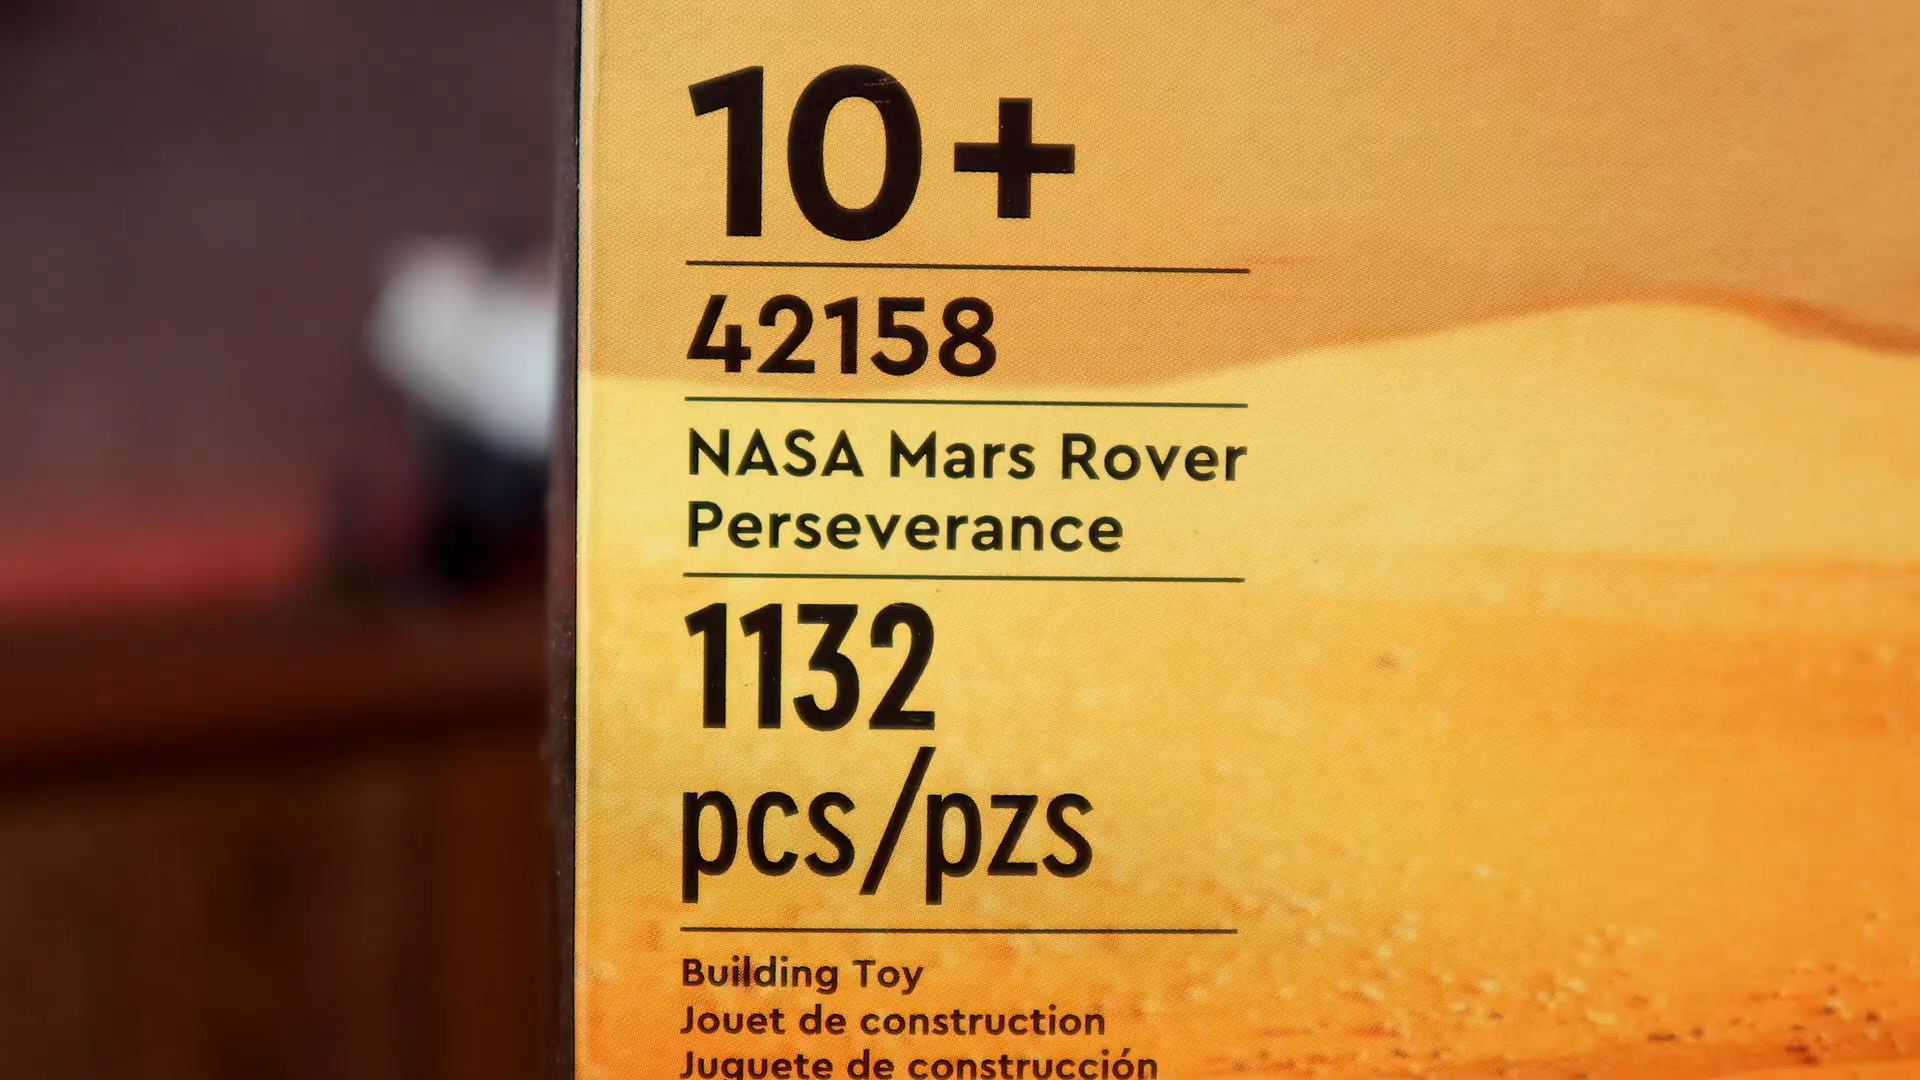 10+
42158
NASA Mars Rover
Perseverance
1132
pcs/pzs
Building Toy
Jouet de construction
Juguete de construcción